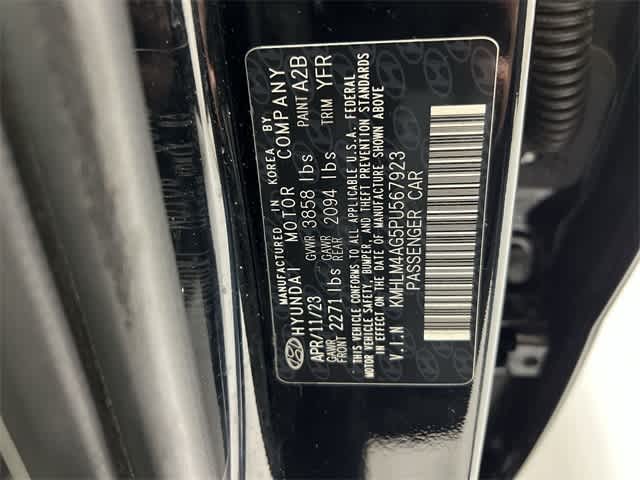 MANUFACTURED IN KOREA BY
HYUNDAI MOTOR COMPANY
APR/11/23 GVWR 3858 lbs PAINT A2B
GAWR FRONT 2271 lbs GAWR REAR 2094 lbs TRIM YFR
* THIS VEHICLE CONFORMS TO ALL APPLICABLE U.S.A. FEDERAL
MOTOR VEHICLE SAFETY, BUMPER, AND THEFT PREVENTION STANDARDS
IN EFFECT ON THE DATE OF MANUFACTURE SHOWN ABOVE
V.I.N KMHLM4AG5PU567923
PASSENGER CAR